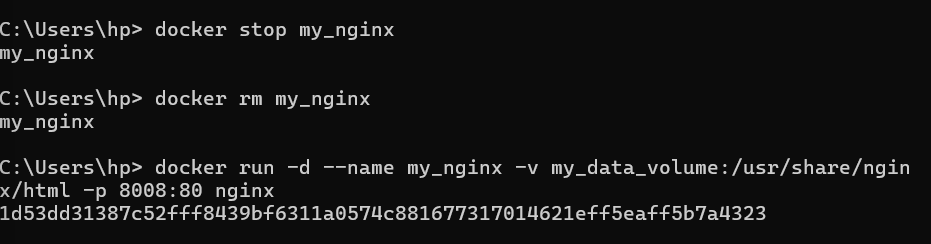 C:\Users\hp> docker stop my_nginx
my_nginx
C:\Users\hp> docker rm my_nginx
my_nginx
C:\Users\hp> docker run -d --name my_nginx -v my_data_volume:/usr/share/ngin
x/html -p 8008:80 nginx
1d53dd31387c52fff8439bf6311a0574c881677317014621eff5eaff5b7a4323